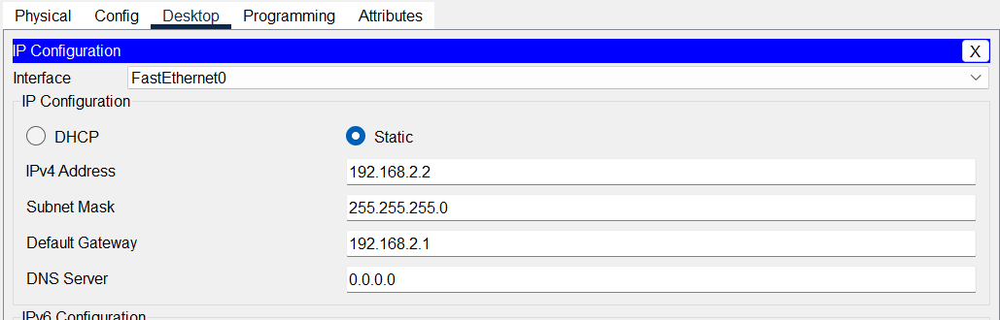 Physical Config Desktop Programming Attributes
IP Configuration X
Interface FastEthernet0
IP Configuration
DHCP Static
IPv4 Address 192.168.2.2
Subnet Mask 255.255.255.0
Default Gateway 192.168.2.1
DNS Server 0.0.0.0
IPv6 Configuration